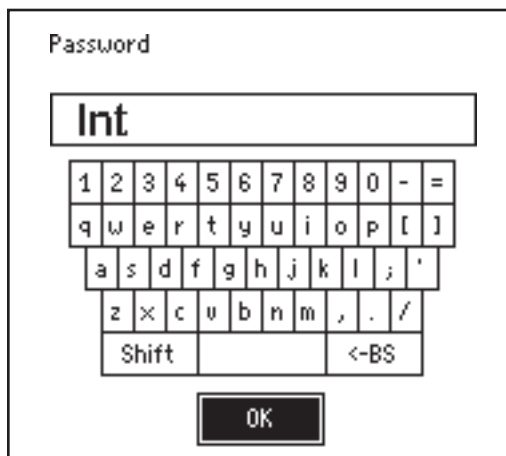 Password
Int
1 2 3 4 5 6 7 8 9 0 - =
q w e r t y u i o p [ ]
a s d f g h j k l ; '
z x c v b n m , . /
Shift <-BS
OK